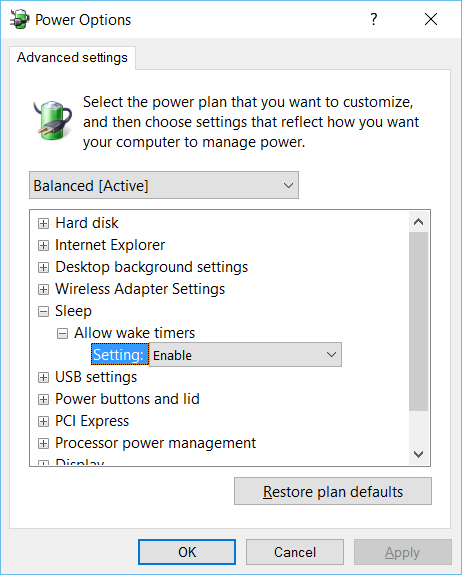 Power Options
?
Advanced settings
Select the power plan that you want to customize,
and then choose settings that reflect how you want
your computer to manage power.
Balanced [Active]
Hard disk
Internet Explorer
Desktop background settings
Wireless Adapter Settings
Sleep
Allow wake timers
Setting: Enable
USB settings
Power buttons and lid
PCI Express
Processor power management
Display
Restore plan defaults
OK Cancel Apply